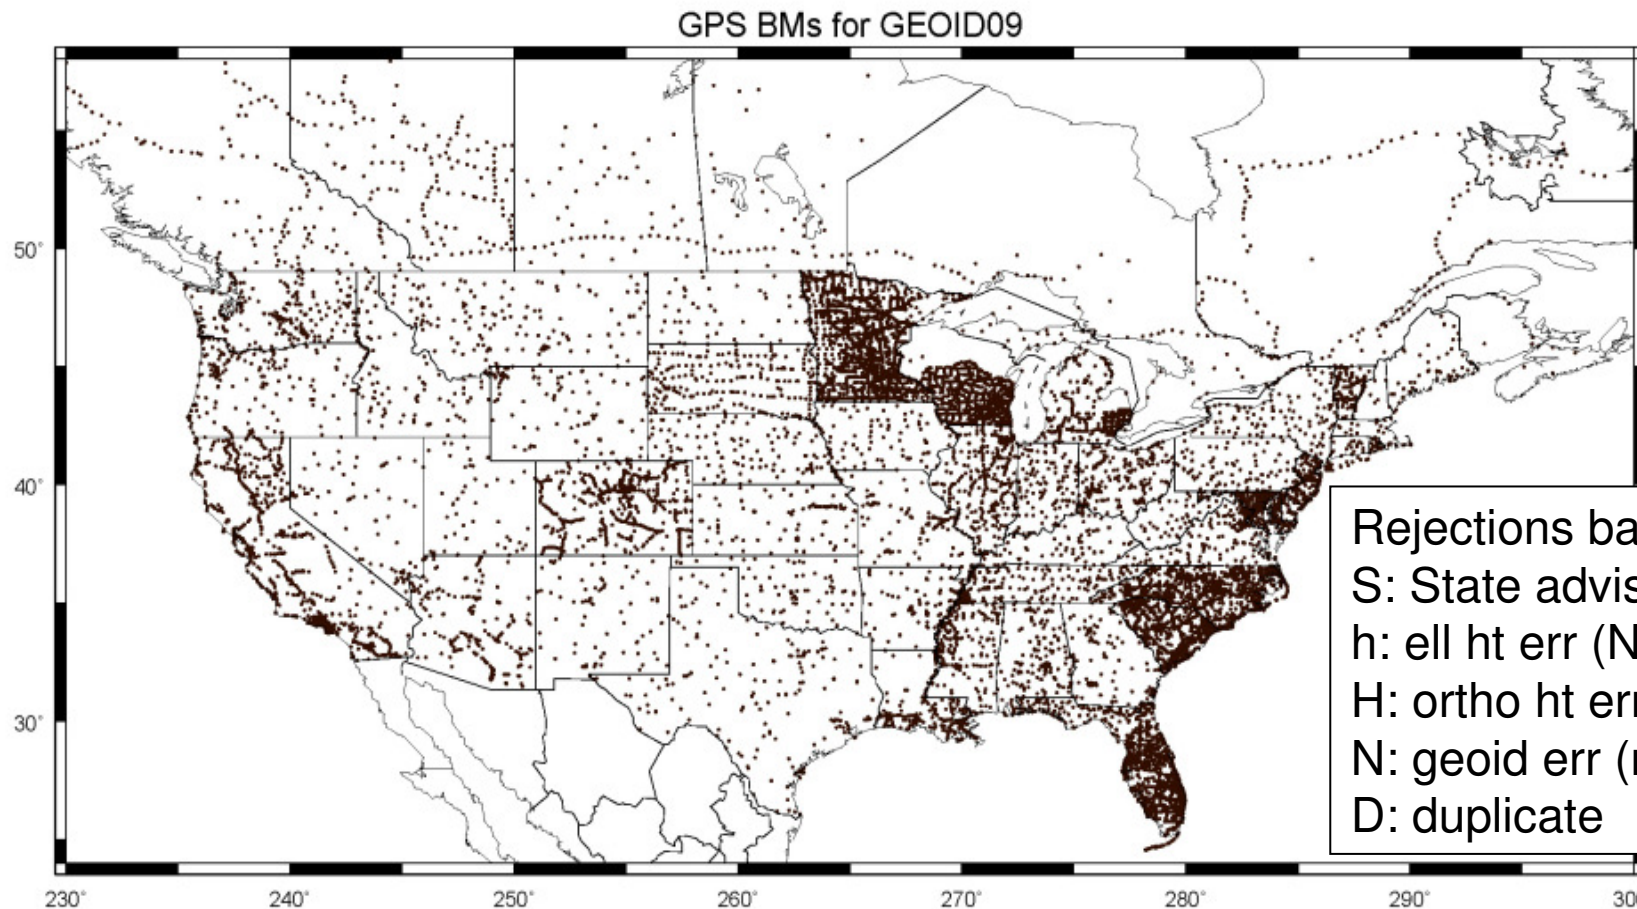 GPS BMs for GEOID09
50°
40°
30°
Rejections ba
S: State advis
h: ell ht err (N
H: ortho ht err
N: geoid err (
D: duplicate
230° 240° 250° 260° 270° 280° 290° 30